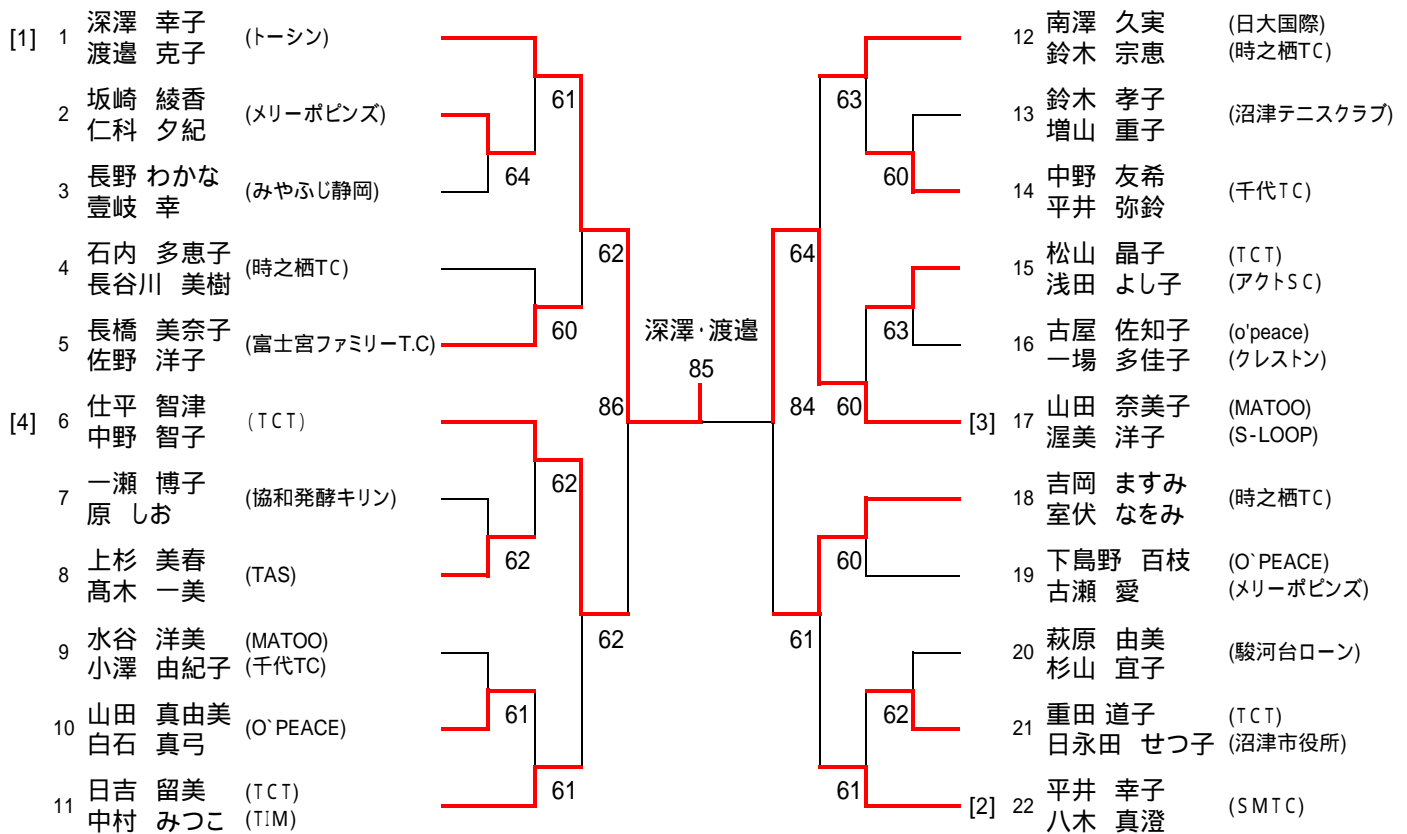 [1] 1 深澤 幸子 (トーシン)
渡邉 克子
2 坂崎 綾香 (メリーポピンズ)
仁科 夕紀
3 長野 わかな (みやふじ静岡)
壹岐 幸
4 石内 多恵子 (時之栖TC)
長谷川 美樹
5 長橋 美奈子 (富士宮ファミリーT.C)
佐野 洋子
[4] 6 仕平 智津 (TCT)
中野 智子
7 一瀬 博子 (協和発酵キリン)
原 しお
8 上杉 美春 (TAS)
髙木 一美
9 水谷 洋美 (MATOO)
小澤 由紀子 (千代TC)
10 山田 真由美 (O`PEACE)
白石 真弓
11 日吉 留美 (TCT)
中村 みつこ (TIM)
61
64
62
60
86
62
62
62
61
61
深澤・渡邉
85
63
60
64
63
84 60
60
61
62
61
12 南澤 久実 (日大国際)
鈴木 宗恵 (時之栖TC)
13 鈴木 孝子 (沼津テニスクラブ)
増山 重子
14 中野 友希 (千代TC)
平井 弥鈴
15 松山 晶子 (TCT)
浅田 よし子 (アクトSC)
16 古屋 佐知子 (o'peace)
一場 多佳子 (クレストン)
[3] 17 山田 奈美子 (MATOO)
渥美 洋子 (S-LOOP)
18 吉岡 ますみ (時之栖TC)
室伏 なをみ
19 下島野 百枝 (O`PEACE)
古瀬 愛 (メリーポピンズ)
20 萩原 由美 (駿河台ローン)
杉山 宜子
21 重田 道子 (TCT)
日永田 せつ子 (沼津市役所)
[2] 22 平井 幸子 (SMTC)
八木 真澄